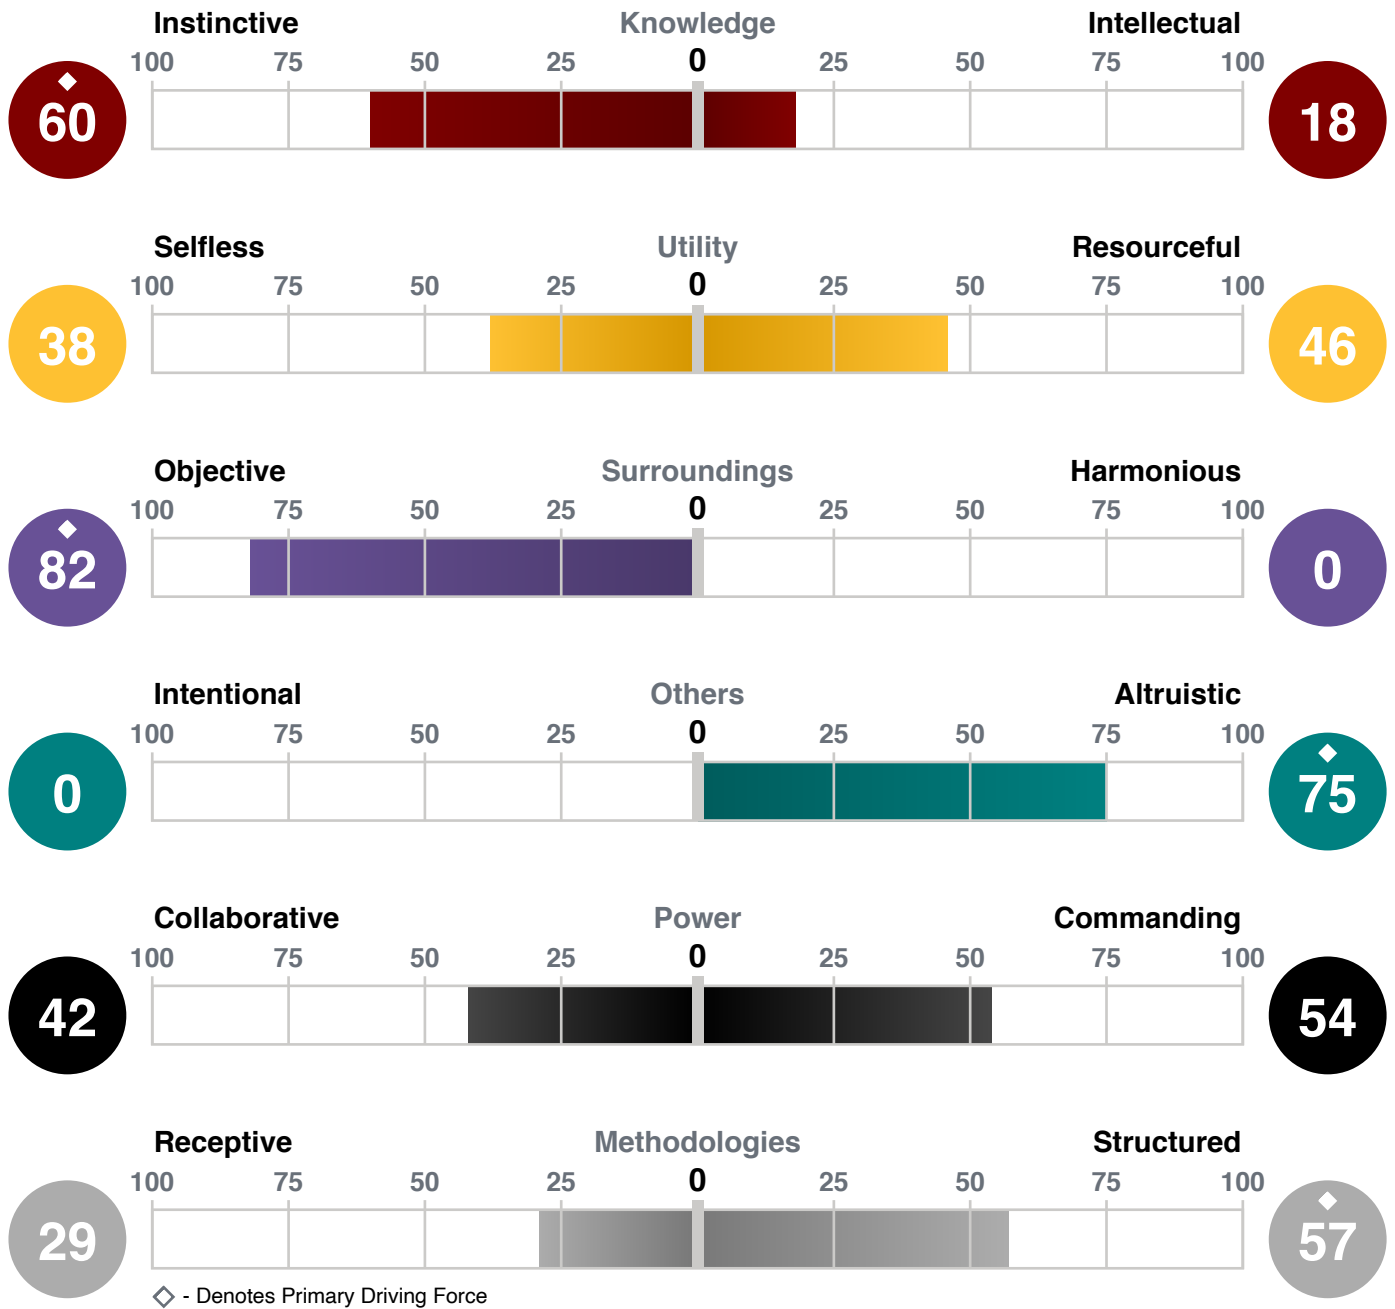 Instinctive Knowledge Intellectual
100 75 50 25 0 25 50 75 100
60 18
Selfless Utility Resourceful
100 75 50 25 0 25 50 75 100
38 46
Objective Surroundings Harmonious
100 75 50 25 0 25 50 75 100
82 0
Intentional Others Altruistic
100 75 50 25 0 25 50 75 100
0 75
Collaborative Power Commanding
100 75 50 25 0 25 50 75 100
42 54
Receptive Methodologies Structured
100 75 50 25 0 25 50 75 100
29 57
- Denotes Primary Driving Force